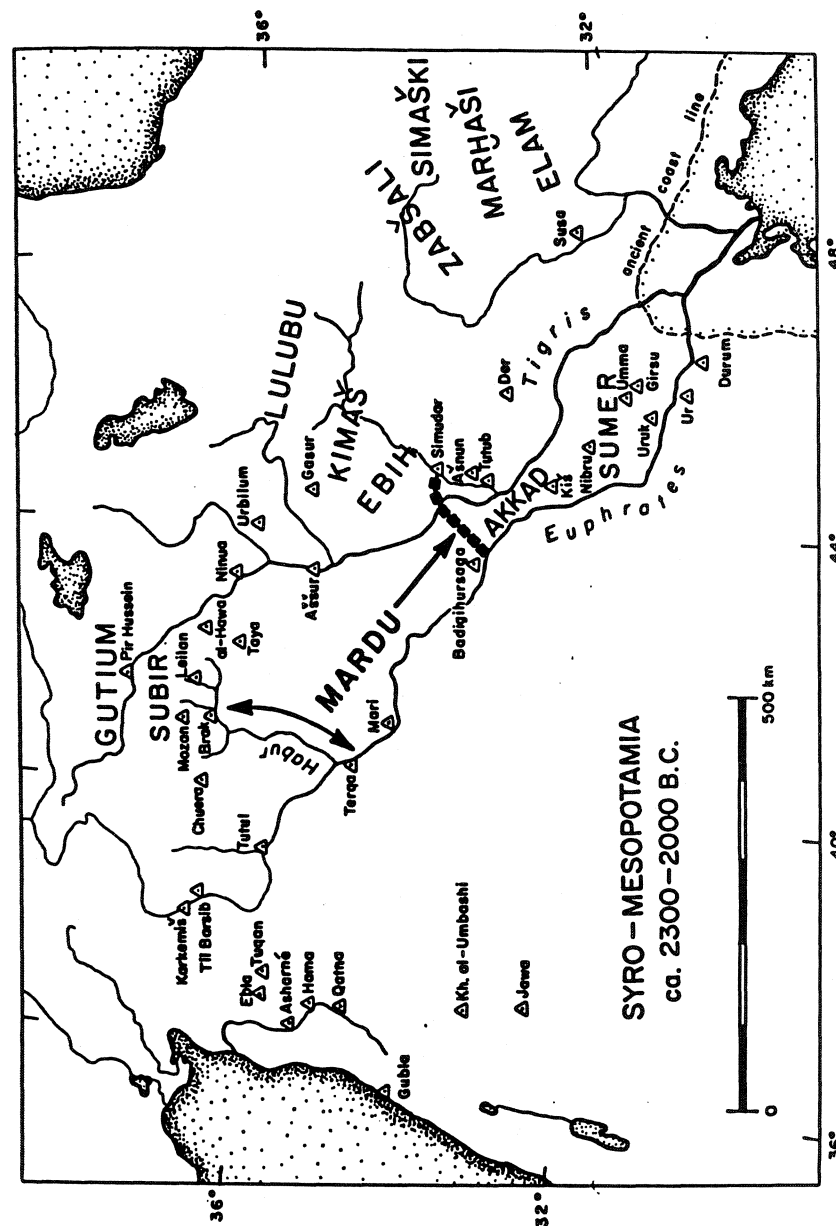 SYRO-MESOPOTAMIA
ca. 2300-2000 B.C.
0
500 km
36°
32°
36°
32°
36°
40°
44°
48°
GUTIUM
Pir Hussein
SUBIR
Mozan
Leilan
Brak
al-Hawa
Taya
Chuera
Habur
Ninua
Urbilum
Aššur
Gasur
LULUBU
KIMAŠ
EBIH
ZABŠALI
SIMAŠKI
MARHAŠI
ELAM
Susa
ancient coast line
Karkemiš
Til Barsib
Tutul
Ebla
Tuqan
Asharné
Hama
Qatna
Gubla
Kh. al-Umbashi
Jawa
Terqa
Mari
MARDU
Badigihursaga
Simudar
Ašnun
Tutub
Der
Tigris
AKKAD
Kiš
Nibru
SUMER
Umma
Girsu
Uruk
Ur
Durum
Euphrates